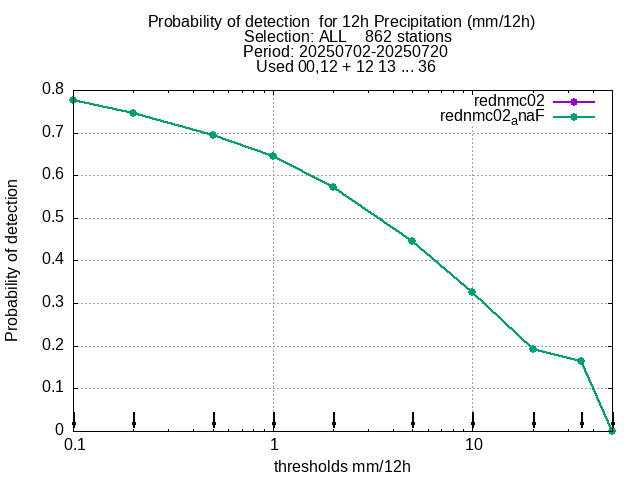 Probability of detection  for 12h Precipitation (mm/12h)
Selection: ALL    862 stations
Period: 20250702-20250720
Used 00,12 + 12 13 ... 36
rednmc02
rednmc02_anaF
Probability of detection
0.8
0.7
0.6
0.5
0.4
0.3
0.2
0.1
0
0.1
1
10
thresholds mm/12h